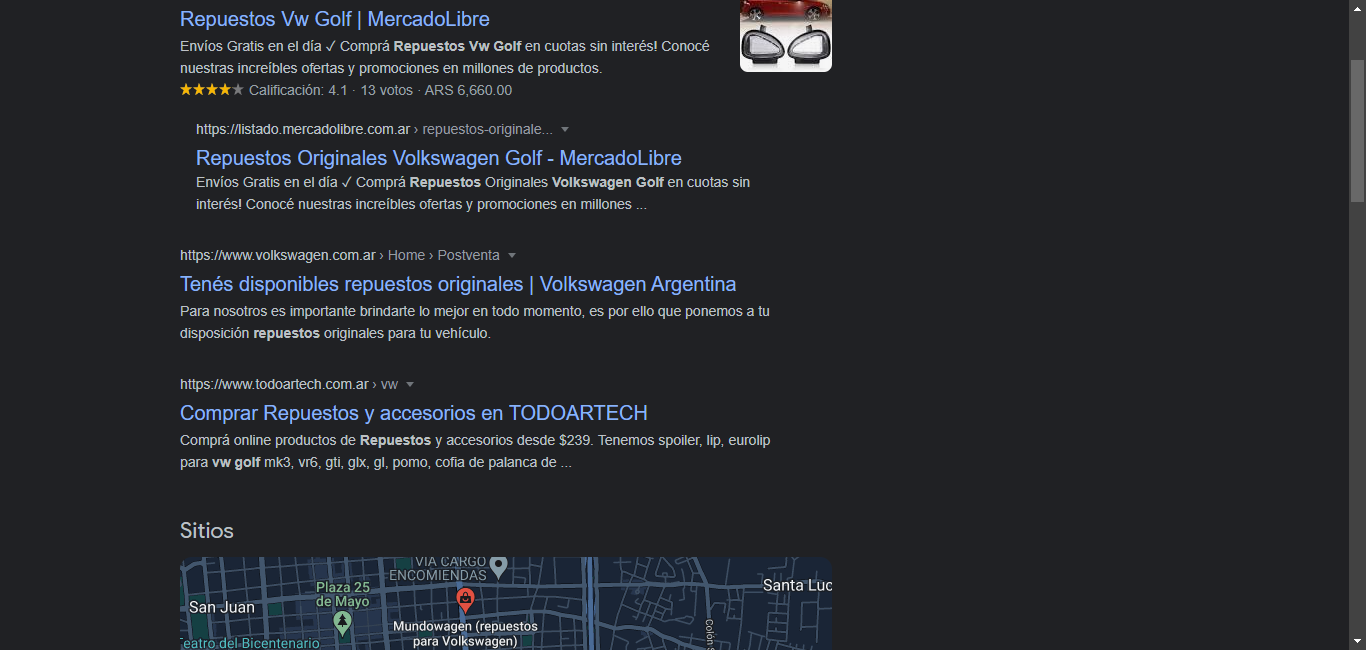 Repuestos Vw Golf | MercadoLibre
Envíos Gratis en el día ✓ Comprá Repuestos Vw Golf en cuotas sin interés! Conocé
nuestras increíbles ofertas y promociones en millones de productos.
★★★★★ Calificación: 4.1 · 13 votos · ARS 6,660.00
https://listado.mercadolibre.com.ar › repuestos-originale...
Repuestos Originales Volkswagen Golf - MercadoLibre
Envíos Gratis en el día ✓ Comprá Repuestos Originales Volkswagen Golf en cuotas sin
interés! Conocé nuestras increíbles ofertas y promociones en millones ...
https://www.volkswagen.com.ar › Home › Postventa
Tenés disponibles repuestos originales | Volkswagen Argentina
Para nosotros es importante brindarte lo mejor en todo momento, es por ello que ponemos a tu
disposición repuestos originales para tu vehículo.
https://www.todoartech.com.ar › vw
Comprar Repuestos y accesorios en TODOARTECH
Comprá online productos de Repuestos y accesorios desde $239. Tenemos spoiler, lip, eurolip
para vw golf mk3, vr6, gti, glx, gl, pomo, cofia de palanca de ...
Sitios
VIA CARGO
ENCOMIENDAS
Plaza 25
de Mayo
Santa Luc
San Juan
Mundowagen (repuestos
para Volkswagen)
Colón S
Teatro del Bicentenario